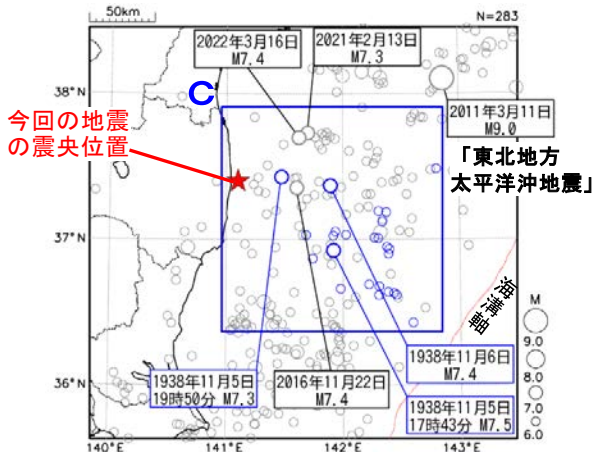 50km
N=283
2022年3月16日
M7.4
2021年2月13日
M7.3
38°N
C
2011年3月11日
M9.0
今回の地震
の震央位置
「東北地方
太平洋沖地震」
37°N
海溝軸
M
9.0
8.0
7.0
6.0
1938年11月6日
M7.4
36°N
1938年11月5日
19時50分 M7.3
2016年11月22日
M7.4
1938年11月5日
17時43分 M7.5
140°E
141°E
142°E
143°E